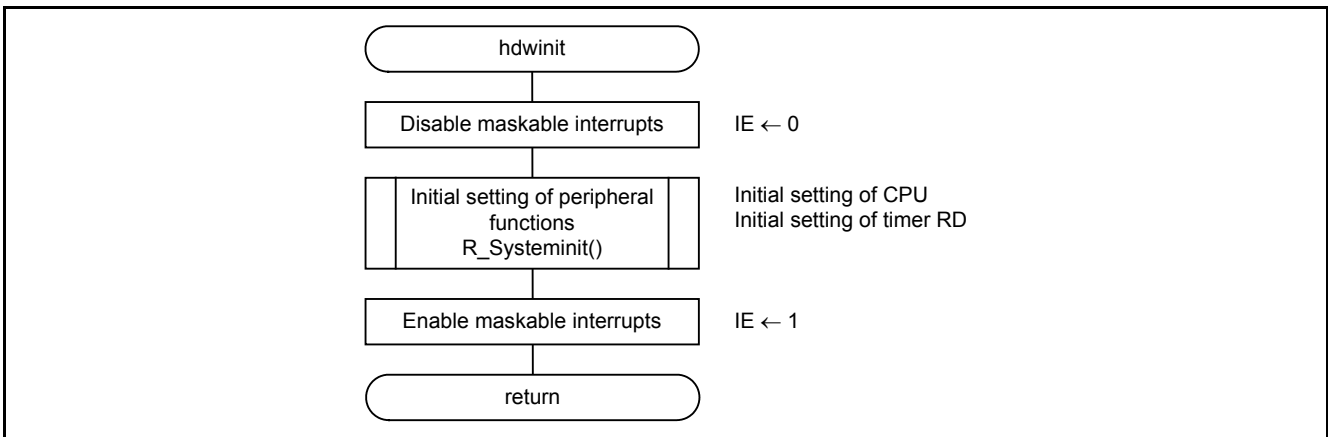 hdwinit
Disable maskable interrupts
IE ← 0
Initial setting of peripheral
functions
R_Systeminit()
Initial setting of CPU
Initial setting of timer RD
Enable maskable interrupts
IE ← 1
return